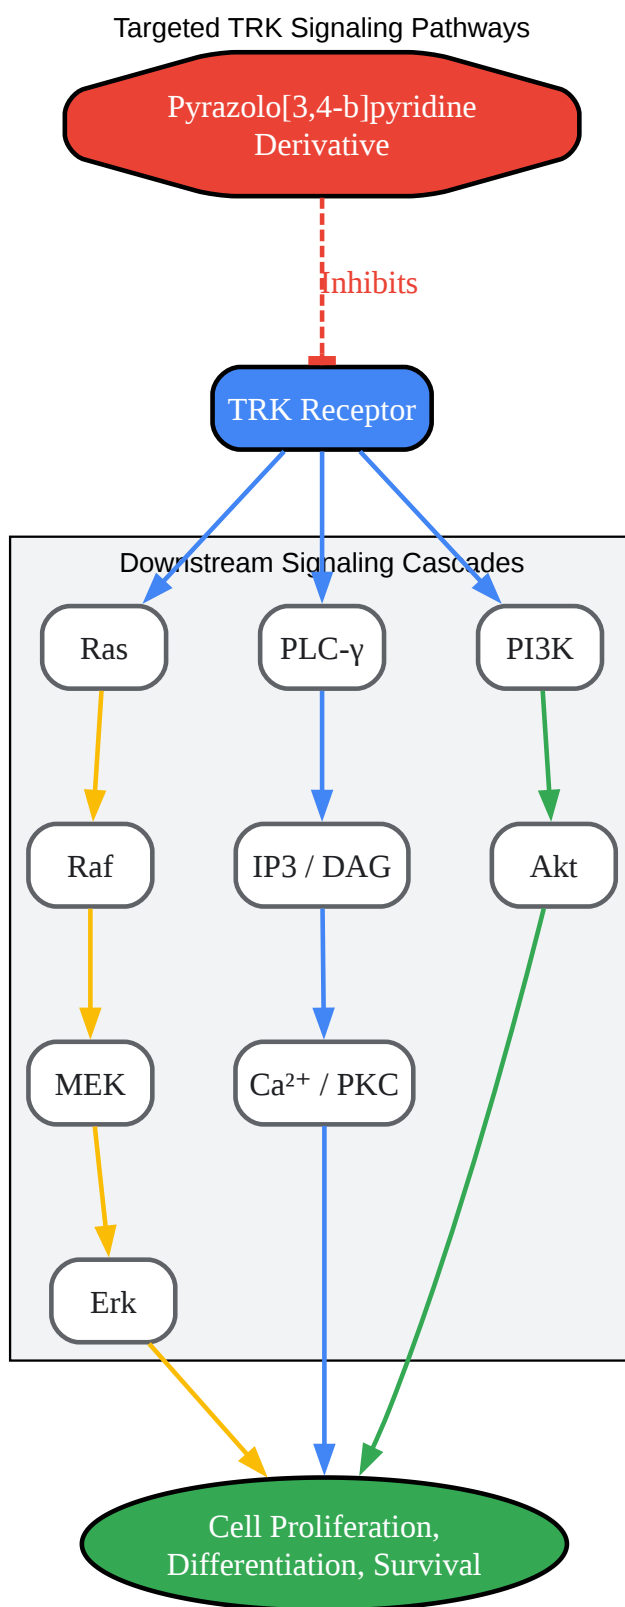 Targeted TRK Signaling Pathways
Pyrazolo[3,4-b]pyridine
Derivative
Inhibits
TRK Receptor
Downstream Signaling Cascades
Ras
PLC-γ
PI3K
Raf
IP3 / DAG
Akt
MEK
Ca²⁺ / PKC
Erk
Cell Proliferation,
Differentiation, Survival